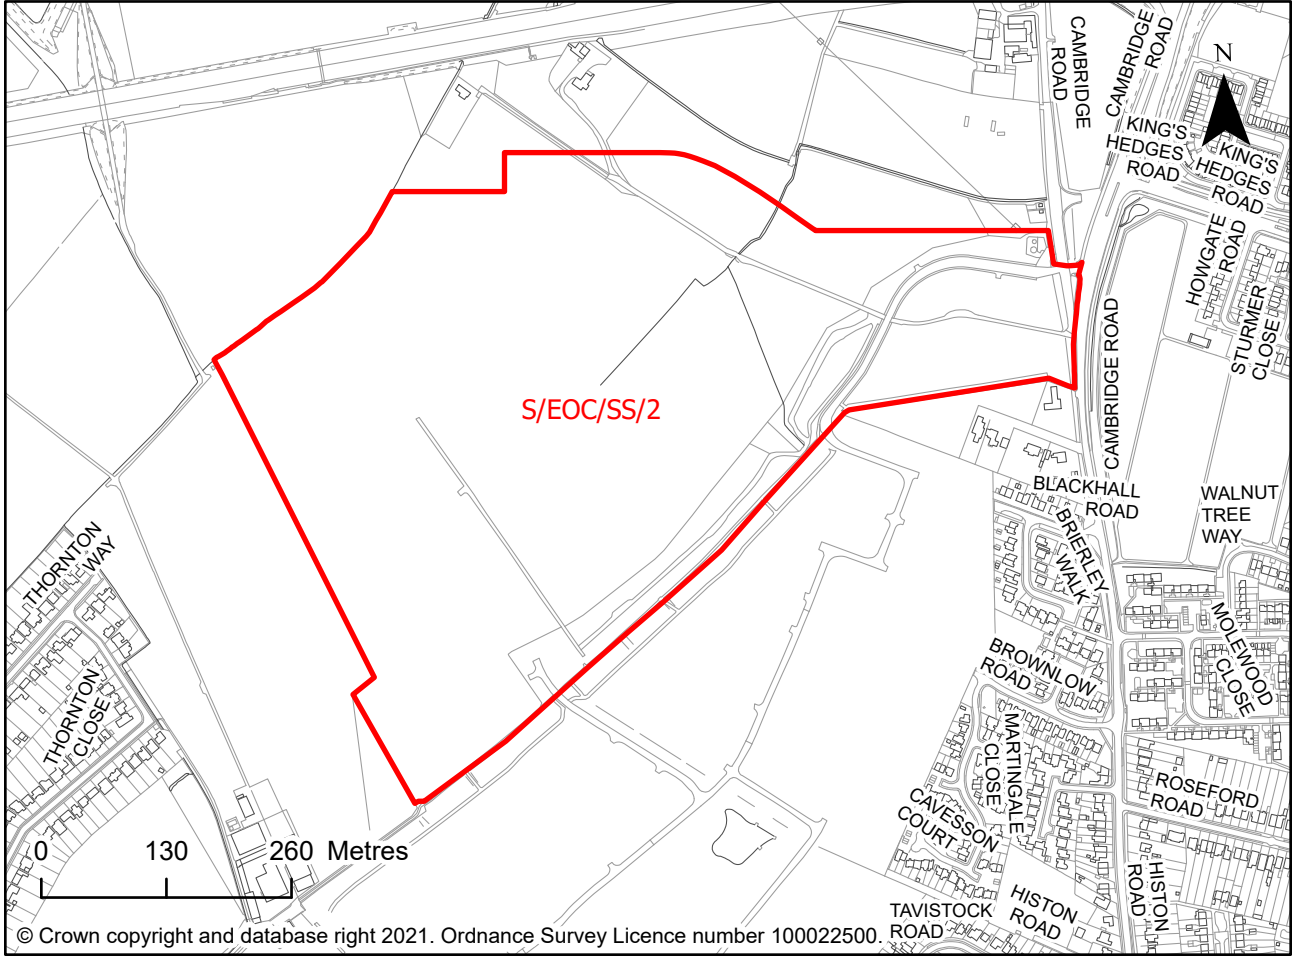 CAMBRIDGE
ROAD
CAMBRIDGE
ROAD
N
KING'S
HEDGES
ROAD
KING'S
HEDGES
ROAD
HOWGATE
ROAD
STURMER
CLOSE
CAMBRIDGE ROAD
S/EOC/SS/2
BLACKHALL
ROAD
WALNUT
TREE
WAY
BRIERLEY
WALK
THORNTON
WAY
MOLEWOOD
CLOSE
BROWNLOW
ROAD
THORNTON
CLOSE
MARTINGALE
CLOSE
ROSEFORD
ROAD
CAVESSON
COURT
0 130 260 Metres
HISTON
ROAD
HISTON
ROAD
TAVISTOCK
ROAD
© Crown copyright and database right 2021. Ordnance Survey Licence number 100022500.